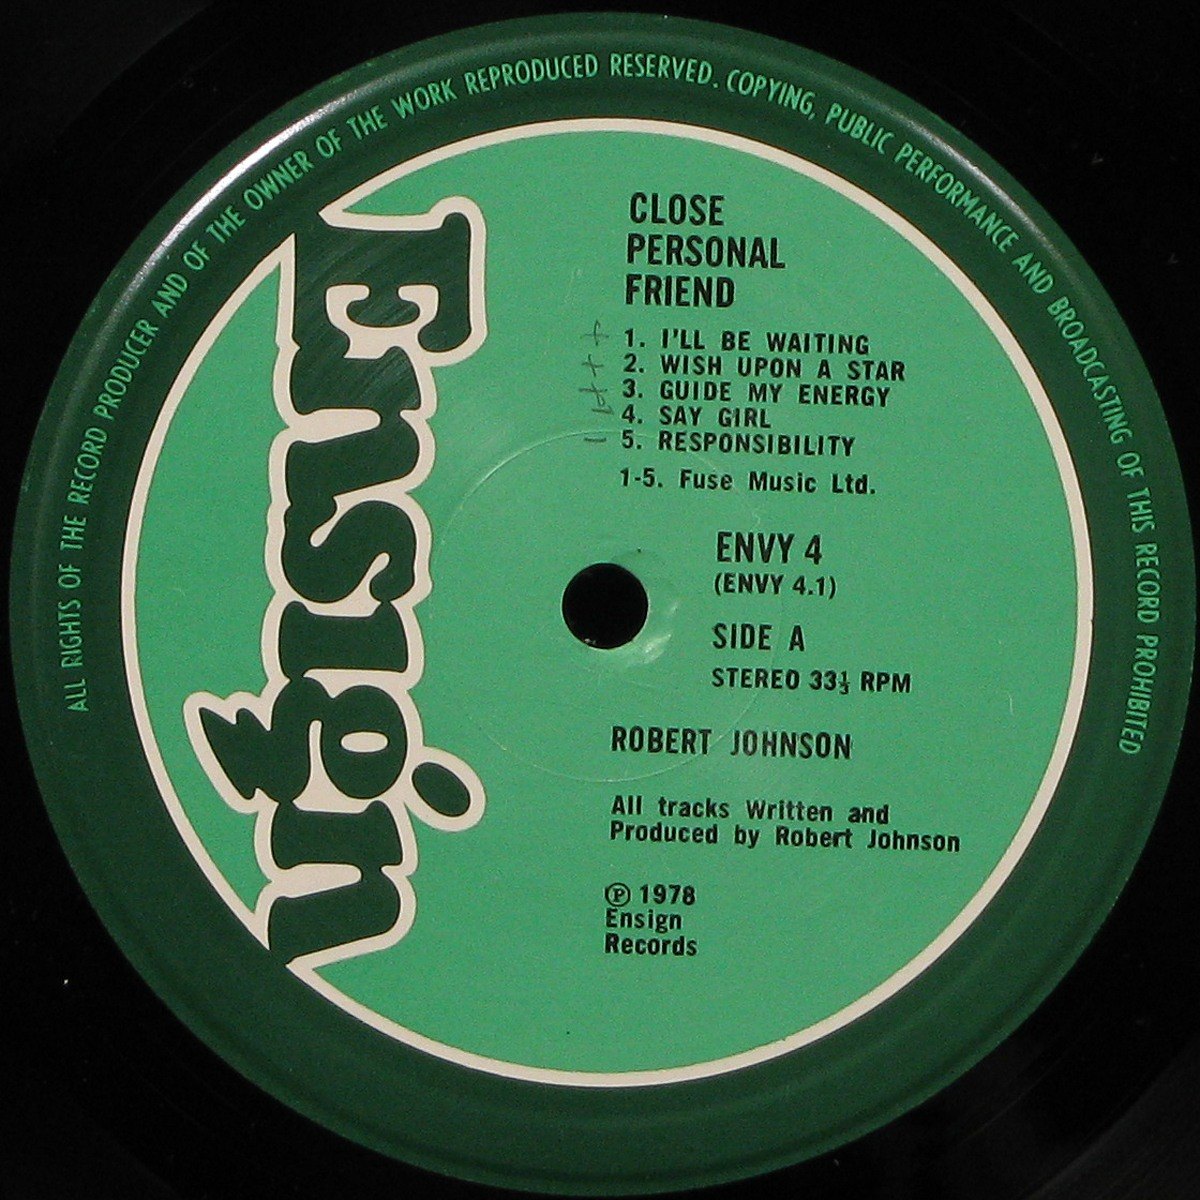 ALL RIGHTS OF THE RECORD PRODUCER AND OF THE OWNER OF THE WORK REPRODUCED RESERVED. COPYING, PUBLIC PERFORMANCE AND BROADCASTING OF THIS RECORD PROHIBITED
Ensign
CLOSE
PERSONAL
FRIEND
1. I'LL BE WAITING
2. WISH UPON A STAR
3. GUIDE MY ENERGY
4. SAY GIRL
5. RESPONSIBILITY
1-5. Fuse Music Ltd.
ENVY 4
(ENVY 4.1)
SIDE A
STEREO 33⅓ RPM
ROBERT JOHNSON
All tracks Written and
Produced by Robert Johnson
℗ 1978
Ensign
Records